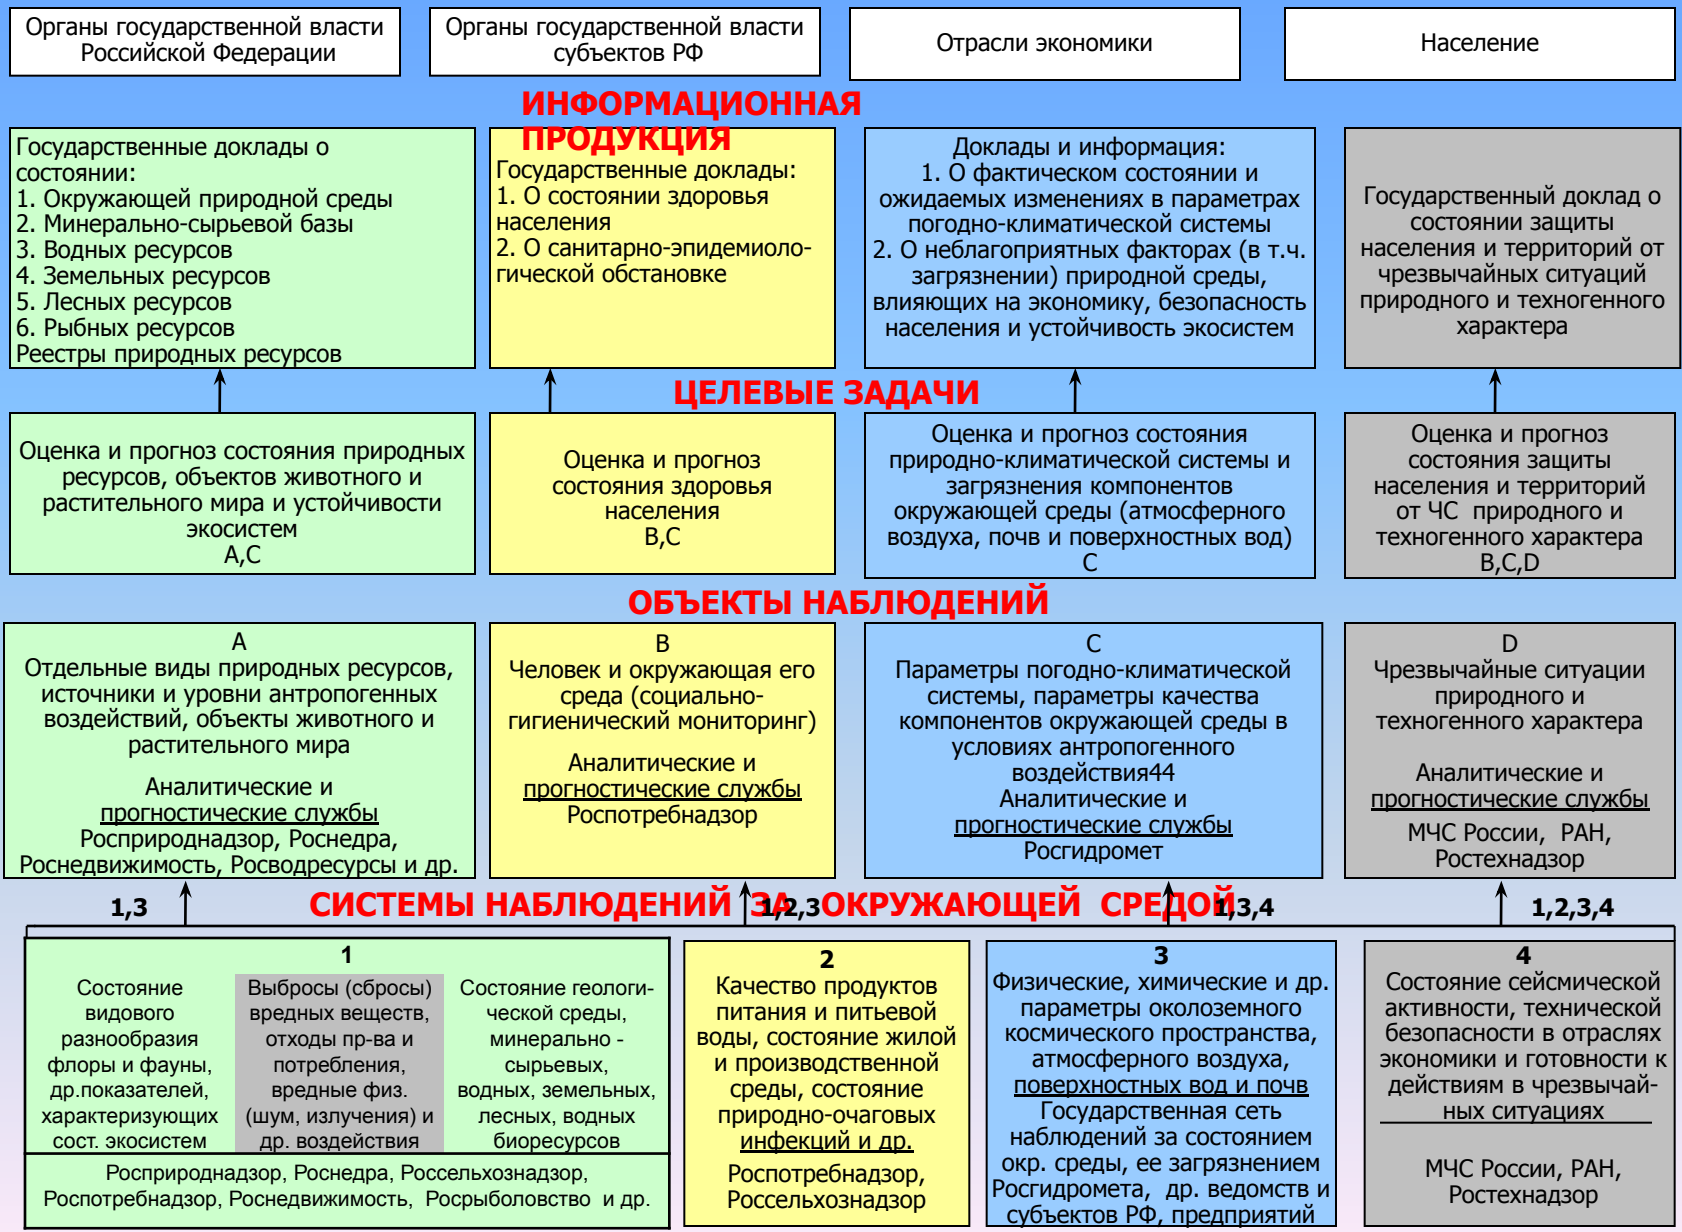 Органы государственной власти
Российской Федерации
Органы государственной власти
субъектов РФ
Отрасли экономики
Население
ИНФОРМАЦИОННАЯ
ПРОДУКЦИЯ
Государственные доклады о
состоянии:
1. Окружающей природной среды
2. Минерально-сырьевой базы
3. Водных ресурсов
4. Земельных ресурсов
5. Лесных ресурсов
6. Рыбных ресурсов
Реестры природных ресурсов
Государственные доклады:
1. О состоянии здоровья
населения
2. О санитарно-эпидемиоло-
гической обстановке
Доклады и информация:
1. О фактическом состоянии и
ожидаемых изменениях в параметрах
погодно-климатической системы
2. О неблагоприятных факторах (в т.ч.
загрязнении) природной среды,
влияющих на экономику, безопасность
населения и устойчивость экосистем
Государственный доклад о
состоянии защиты
населения и территорий от
чрезвычайных ситуаций
природного и техногенного
характера
ЦЕЛЕВЫЕ ЗАДАЧИ
Оценка и прогноз состояния природных
ресурсов, объектов животного и
растительного мира и устойчивости
экосистем
А,С
Оценка и прогноз
состояния здоровья
населения
В,С
Оценка и прогноз состояния
природно-климатической системы и
загрязнения компонентов
окружающей среды (атмосферного
воздуха, почв и поверхностных вод)
С
Оценка и прогноз
состояния защиты
населения и территорий
от ЧС природного и
техногенного характера
B,C,D
ОБЪЕКТЫ НАБЛЮДЕНИЙ
А
Отдельные виды природных ресурсов,
источники и уровни антропогенных
воздействий, объекты животного и
растительного мира
Аналитические и
прогностические службы
Росприроднадзор, Роснедра,
Роснедвижимость, Росводресурсы и др.
В
Человек и окружающая его
среда (социально-
гигиенический мониторинг)
Аналитические и
прогностические службы
Роспотребнадзор
С
Параметры погодно-климатической
системы, параметры качества
компонентов окружающей среды в
условиях антропогенного
воздействия44
Аналитические и
прогностические службы
Росгидромет
D
Чрезвычайные ситуации
природного и
техногенного характера
Аналитические и
прогностические службы
МЧС России, РАН,
Ростехнадзор
СИСТЕМЫ НАБЛЮДЕНИЙ ЗА ОКРУЖАЮЩЕЙ СРЕДОЙ
1,3
1,2,3
1,3,4
1,2,3,4
1
Состояние
видового
разнообразия
флоры и фауны,
др.показателей,
характеризующих
сост. экосистем
Выбросы (сбросы)
вредных веществ,
отходы пр-ва и
потребления,
вредные физ.
(шум, излучения) и
др. воздействия
Состояние геологи-
ческой среды,
минерально -
сырьевых,
водных, земельных,
лесных, водных
биоресурсов
Росприроднадзор, Роснедра, Россельхознадзор,
Роспотребнадзор, Роснедвижимость, Росрыболовство и др.
2
Качество продуктов
питания и питьевой
воды, состояние жилой
и производственной
среды, состояние
природно-очаговых
инфекций и др.
Роспотребнадзор,
Россельхознадзор
3
Физические, химические и др.
параметры околоземного
космического пространства,
атмосферного воздуха,
поверхностных вод и почв
Государственная сеть
наблюдений за состоянием
окр. среды, ее загрязнением
Росгидромета, др. ведомств и
субъектов РФ, предприятий
4
Состояние сейсмической
активности, технической
безопасности в отраслях
экономики и готовности к
действиям в чрезвычай-
ных ситуациях
МЧС России, РАН,
Ростехнадзор